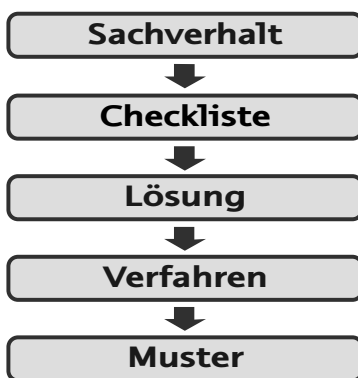 Sachverhalt
Checkliste
Lösung
Verfahren
Muster